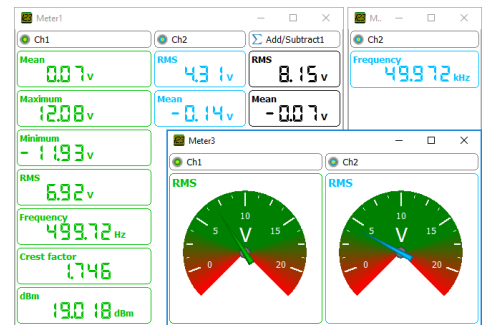 Meter1
Ch1
Ch2
Add/Subtract1
Mean
0.07 v
RMS
4.31 v
RMS
8.15 v
Maximum
12.08 v
Mean
- 0.14 v
Mean
- 0.07 v
Minimum
- 11.93 v
RMS
6.92 v
Frequency
499.72 Hz
Crest factor
1.746
dBm
19.018 dBm
M..
Ch2
Frequency
49.972 kHz
Meter3
Ch1
Ch2
RMS
0
5
10
15
20
V
RMS
0
5
10
15
20
V